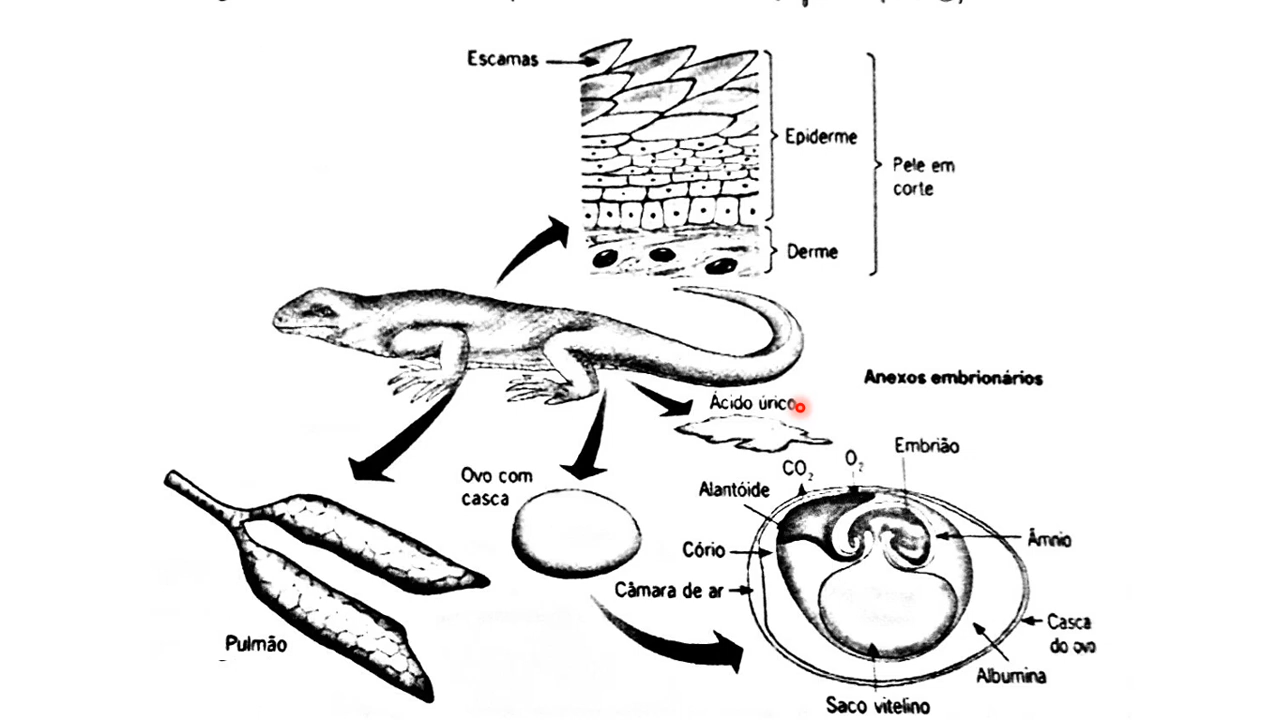 Escamas
Epiderme
Pele em
corte
Derme
Anexos embrionários
Ácido úrico
Embrião
CO₂
O₂
Ovo com
casca
Alantóide
Âmnio
Cório
Câmara de ar
Casca
do ovo
Pulmão
Albumina
Saco vitelino